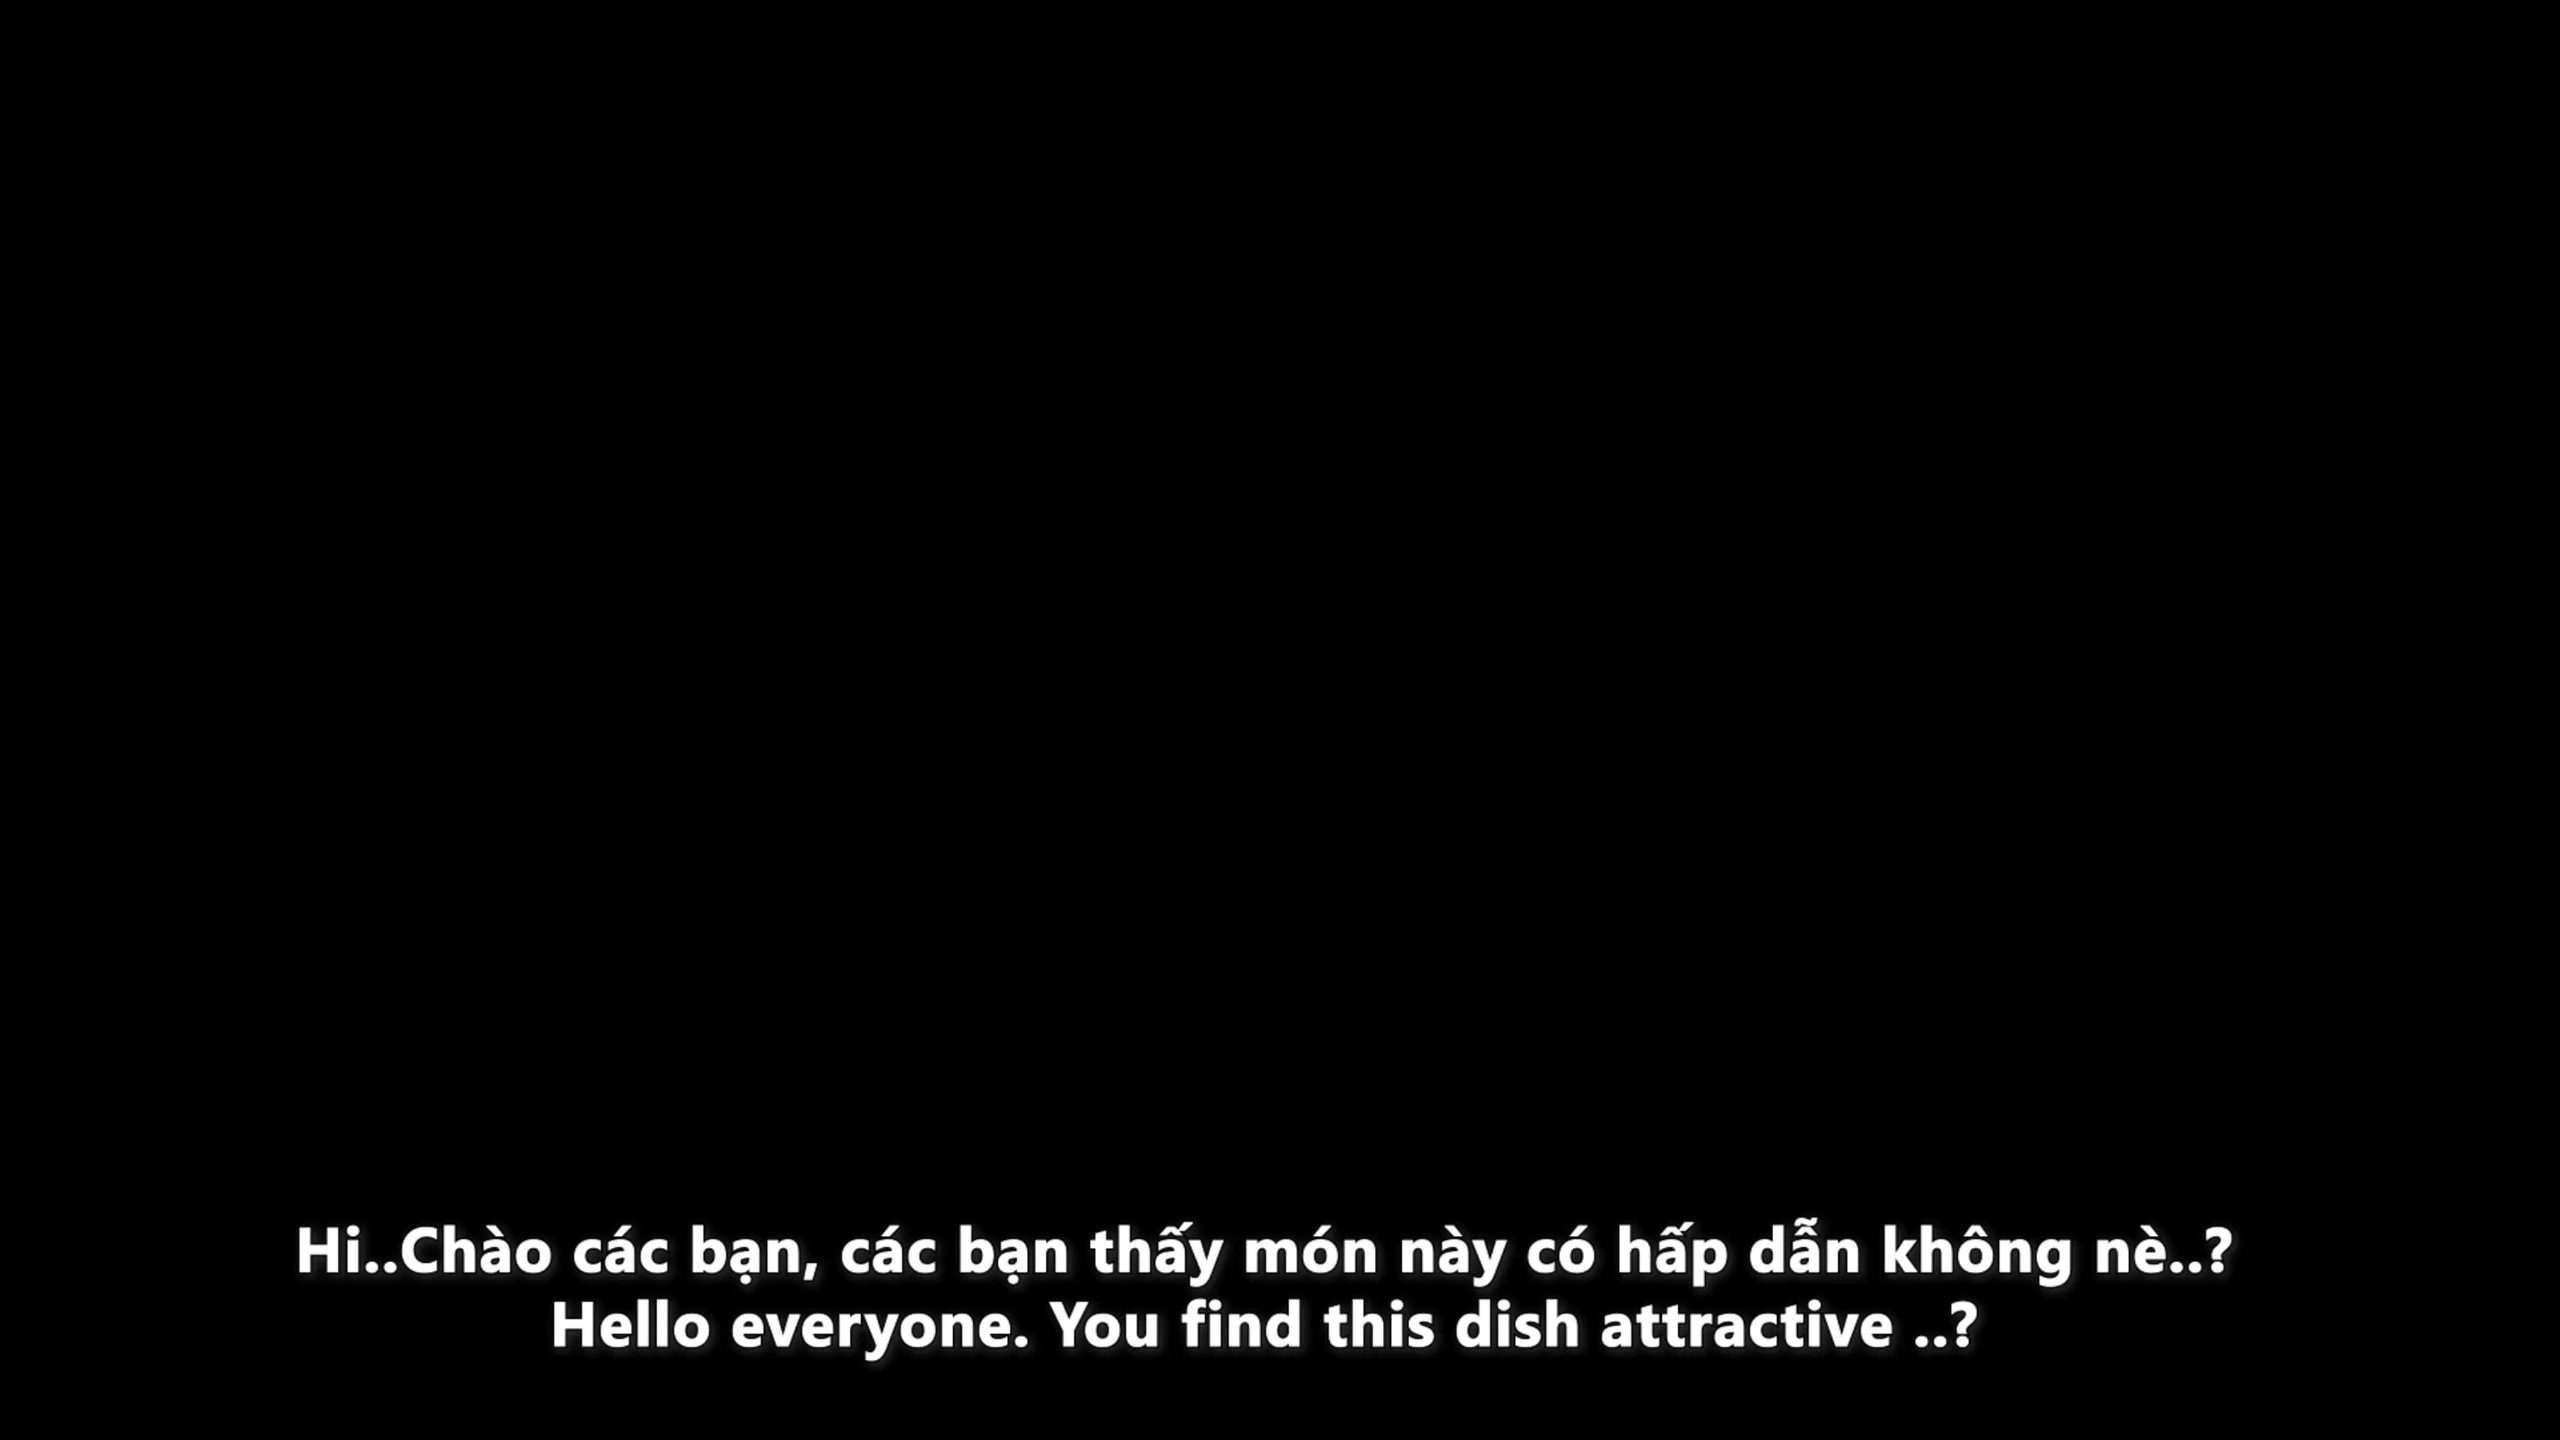 Hi..Chào các bạn, các bạn thấy món này có hấp dẫn không nè..?
Hello everyone. You find this dish attractive ..?